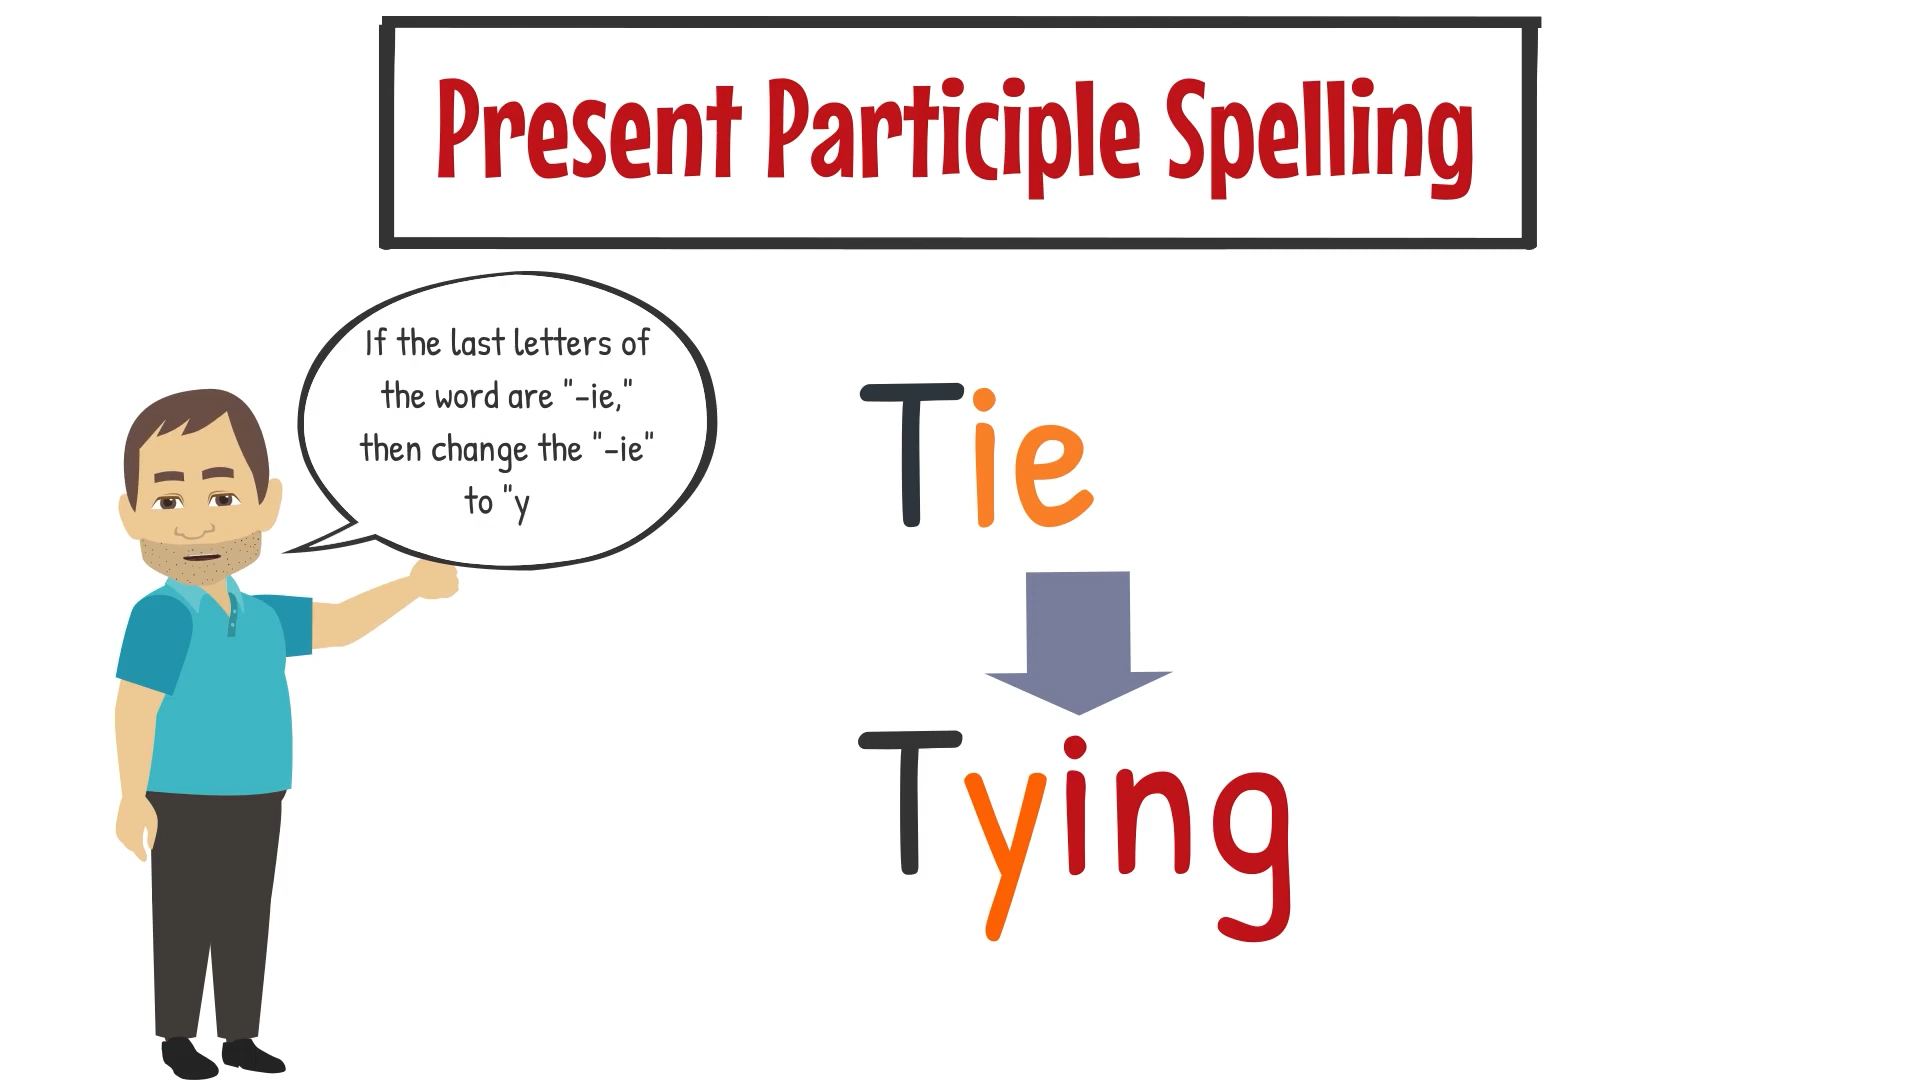 Present Participle Spelling
If the last letters of
the word are "-ie,"
then change the "-ie"
to "y
Tie
Tying